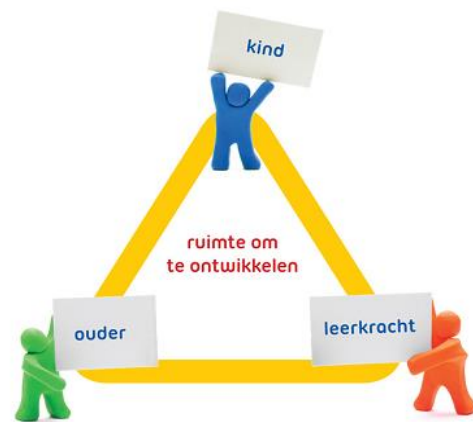 kind
ruimte om
te ontwikkelen
ouder
leerkracht